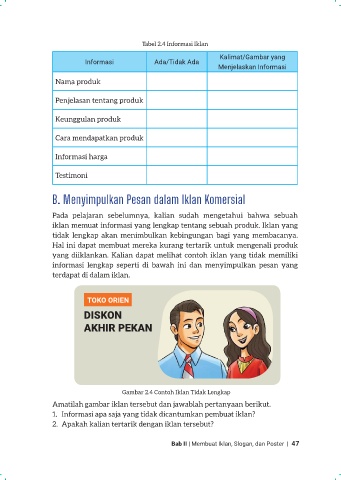 Tabel 2.4 Informasi Iklan
Informasi Ada/Tidak Ada Kalimat/Gambar yang
Menjelaskan Informasi
Nama produk
Penjelasan tentang produk
Keunggulan produk
Cara mendapatkan produk
Informasi harga
Testimoni
B. Menyimpulkan Pesan dalam Iklan Komersial
Pada pelajaran sebelumnya, kalian sudah mengetahui bahwa sebuah
iklan memuat informasi yang lengkap tentang sebuah produk. Iklan yang
tidak lengkap akan menimbulkan kebingungan bagi yang membacanya.
Hal ini dapat membuat mereka kurang tertarik untuk mengenali produk
yang diiklankan. Kalian dapat melihat contoh iklan yang tidak memiliki
informasi lengkap seperti di bawah ini dan menyimpulkan pesan yang
terdapat di dalam iklan.
TOKO ORIEN
DISKON
AKHIR PEKAN
Gambar 2.4 Contoh Iklan Tidak Lengkap
Amatilah gambar iklan tersebut dan jawablah pertanyaan berikut.
1. Informasi apa saja yang tidak dicantumkan pembuat iklan?
2. Apakah kalian tertarik dengan iklan tersebut?
Bab II | Membuat Iklan, Slogan, dan Poster | 47